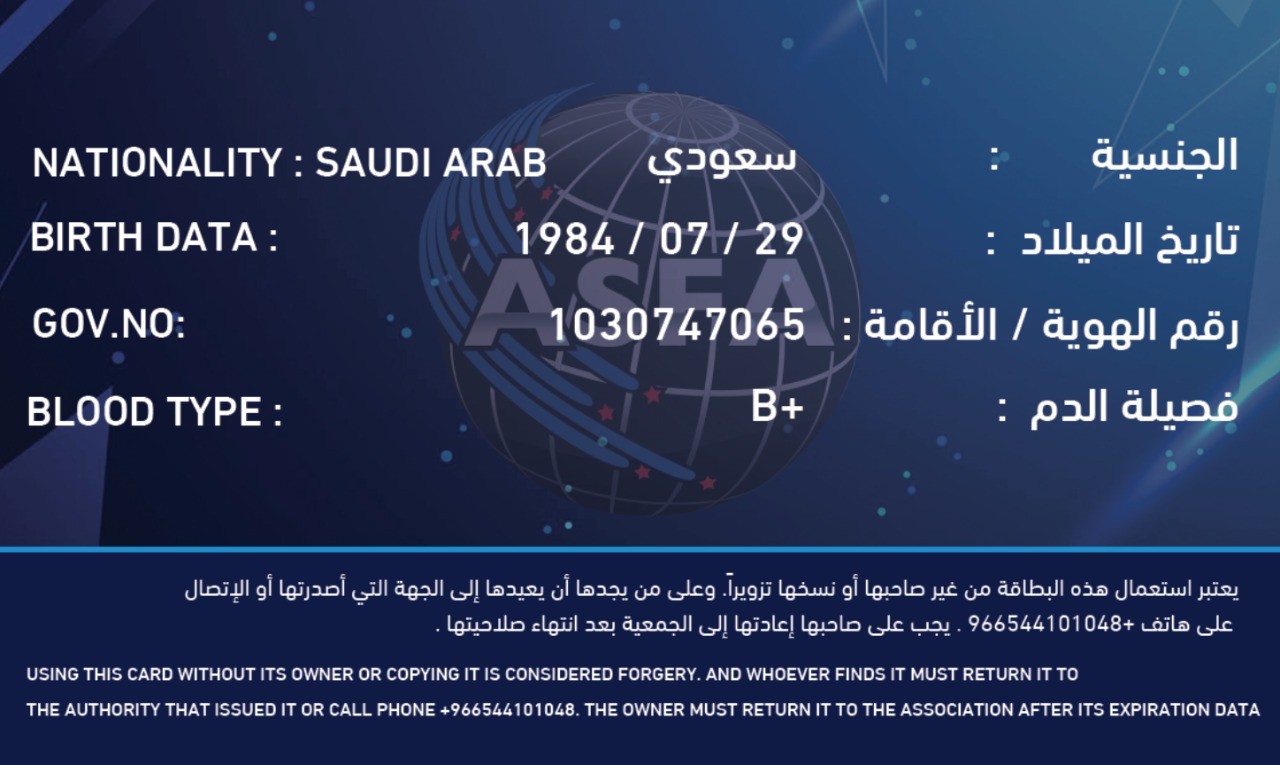 NATIONALITY : SAUDI ARAB سعودي الجنسية :
BIRTH DATA : 1984 / 07 / 29 تاريخ الميلاد :
GOV.NO: 1030747065 رقم الهوية / الأقامة :
BLOOD TYPE : B+ فصيلة الدم :
ASFA
يعتبر استعمال هذه البطاقة من غير صاحبها أو نسخها تزويراً. وعلى من يجدها أن يعيدها إلى الجهة التي أصدرتها أو الإتصال
على هاتف +966544101048 . يجب على صاحبها إعادتها إلى الجمعية بعد انتهاء صلاحيتها .
USING THIS CARD WITHOUT ITS OWNER OR COPYING IT IS CONSIDERED FORGERY. AND WHOEVER FINDS IT MUST RETURN IT TO
THE AUTHORITY THAT ISSUED IT OR CALL PHONE +966544101048. THE OWNER MUST RETURN IT TO THE ASSOCIATION AFTER ITS EXPIRATION DATA